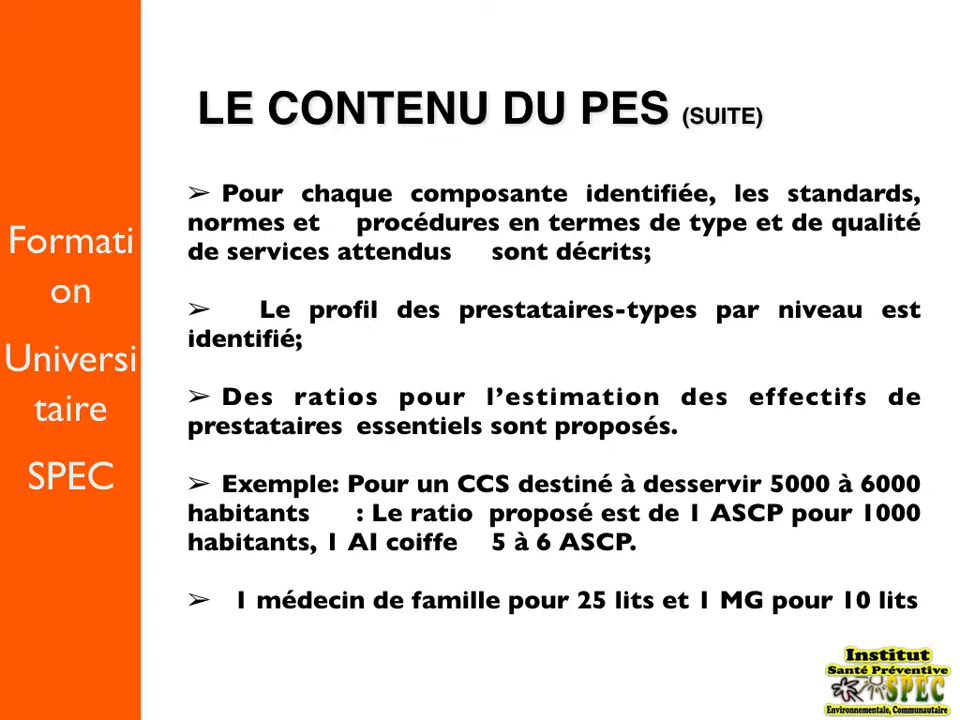 LE CONTENU DU PES (SUITE)
Formati
on
Universi
taire
SPEC
➢ Pour chaque composante identifiée, les standards,
normes et procédures en termes de type et de qualité
de services attendus sont décrits;
➢ Le profil des prestataires-types par niveau est
identifié;
➢ Des ratios pour l’estimation des effectifs de
prestataires essentiels sont proposés.
➢ Exemple: Pour un CCS destiné à desservir 5000 à 6000
habitants : Le ratio proposé est de 1 ASCP pour 1000
habitants, 1 AI coiffe 5 à 6 ASCP.
➢ 1 médecin de famille pour 25 lits et 1 MG pour 10 lits
Institut
Santé Préventive
SPEC
Environnementale, Communautaire